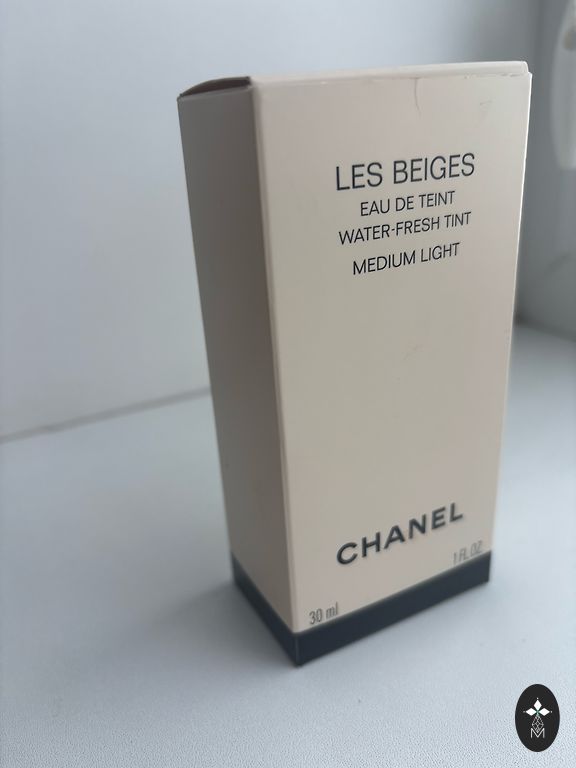 LES BEIGES
EAU DE TEINT
WATER-FRESH TINT
MEDIUM LIGHT
CHANEL
30 ml
1 FL. OZ.
M